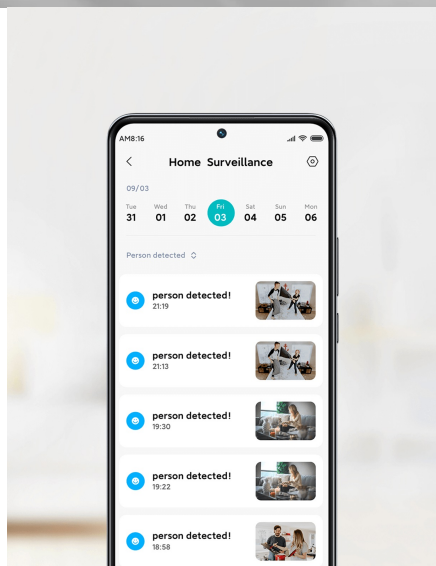 AM8:16
Home Surveillance
09/03
Tue Wed Thu Fri Sat Sun Mon
31 01 02 03 04 05 06
Person detected
person detected!
21:19
person detected!
21:13
person detected!
19:30
person detected!
19:22
person detected!
18:58